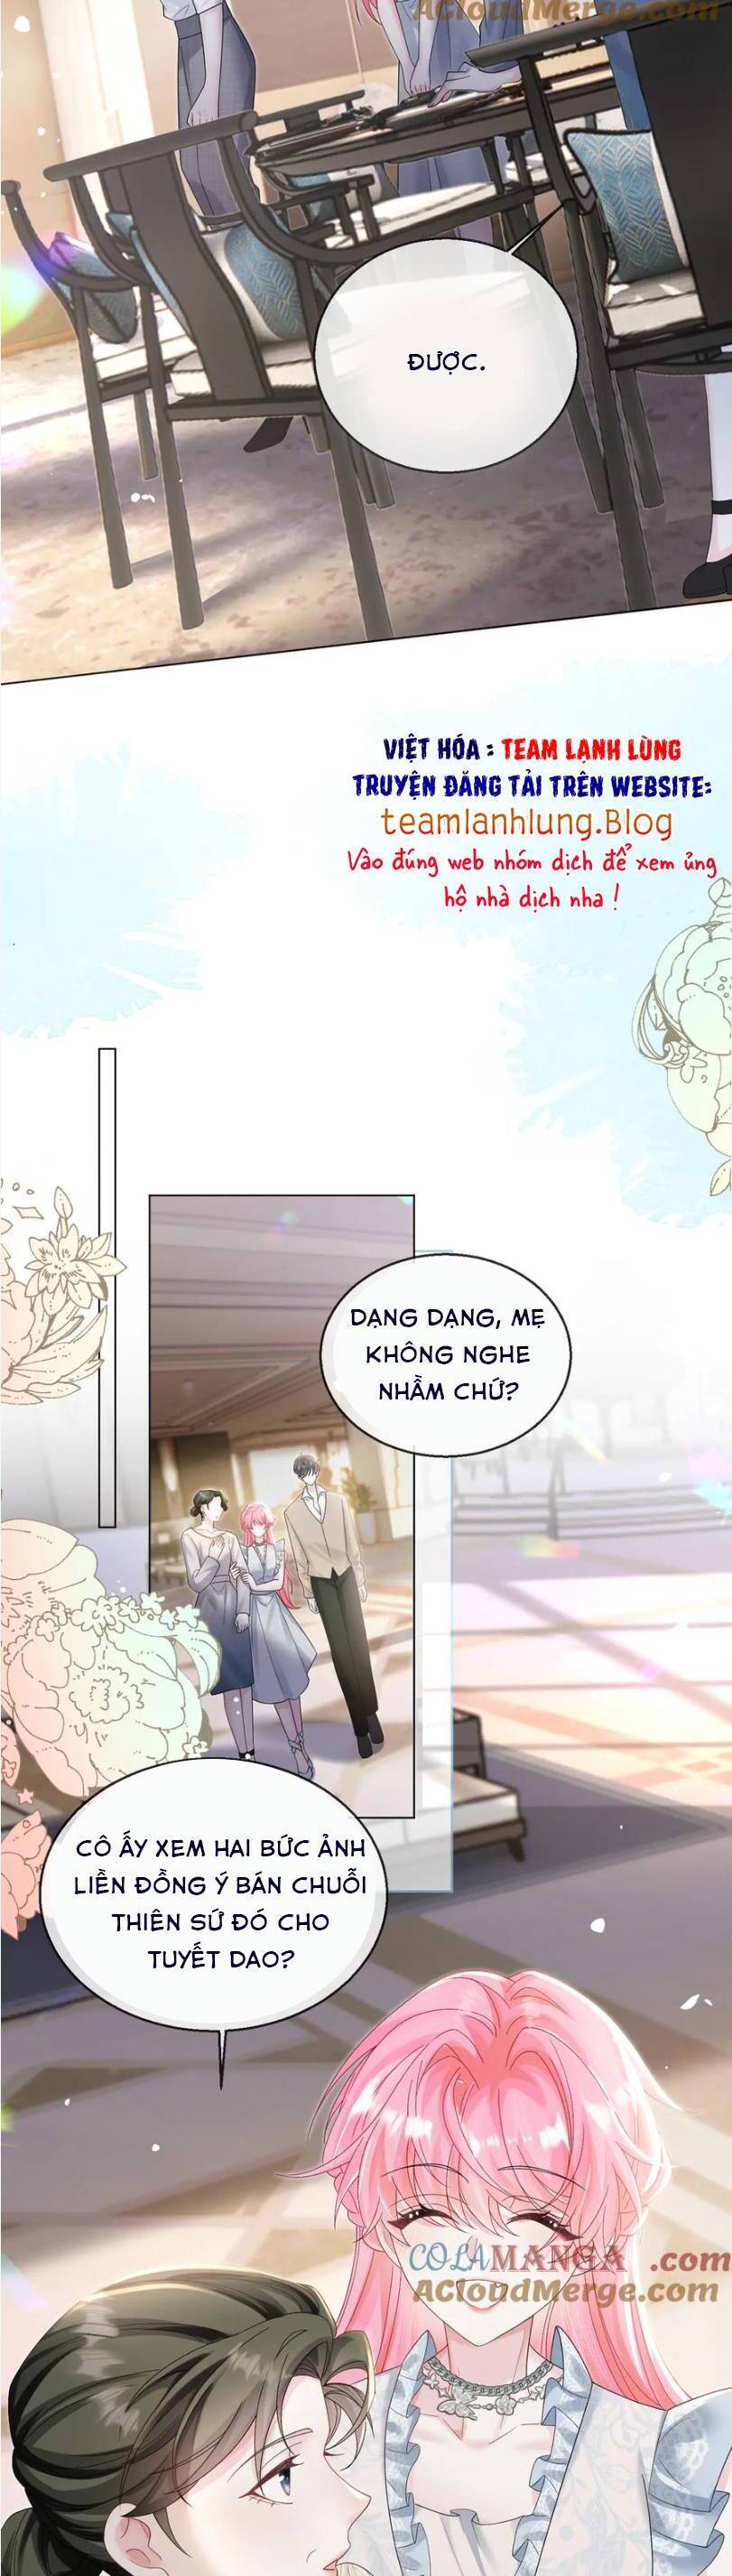 AcloudMerge.com
ĐƯỢC.
VIỆT HÓA : TEAM LẠNH LÙNG
TRUYỆN ĐĂNG TẢI TRÊN WEBSITE:
teamlanhlung.Blog
Vào đúng web nhóm dịch để xem ủng
hộ nhà dịch nha !
DẠNG DẠNG, MẸ
KHÔNG NGHE
NHẦM CHỨ?
CÔ ẤY XEM HAI BỨC ẢNH
LIỀN ĐỒNG Ý BÁN CHUỖI
THIÊN SỨ ĐÓ CHO
TUYẾT DAO?
COLAMANGA.com
AcloudMerge.com